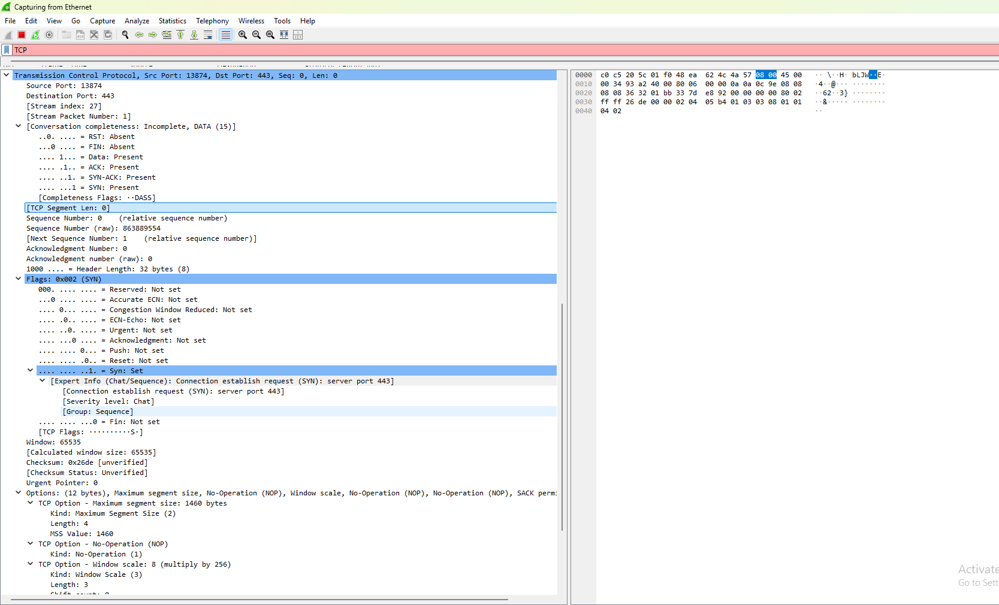 Capturing from Ethernet
File Edit View Go Capture Analyze Statistics Telephony Wireless Tools Help
TCP
Transmission Control Protocol, Src Port: 13874, Dst Port: 443, Seq: 0, Len: 0
Source Port: 13874
Destination Port: 443
[Stream index: 27]
[Stream Packet Number: 1]
[Conversation completeness: Incomplete, DATA (15)]
..0. .... = RST: Absent
...0 .... = FIN: Absent
.... 1... = Data: Present
.... .1.. = ACK: Present
.... ..1. = SYN-ACK: Present
.... ...1 = SYN: Present
[Completeness Flags: ··DASS]
[TCP Segment Len: 0]
Sequence Number: 0    (relative sequence number)
Sequence Number (raw): 863889554
[Next Sequence Number: 1    (relative sequence number)]
Acknowledgment Number: 0
Acknowledgment number (raw): 0
1000 .... = Header Length: 32 bytes (8)
Flags: 0x002 (SYN)
000. .... .... = Reserved: Not set
...0 .... .... = Accurate ECN: Not set
.... 0... .... = Congestion Window Reduced: Not set
.... .0.. .... = ECN-Echo: Not set
.... ..0. .... = Urgent: Not set
.... ...0 .... = Acknowledgment: Not set
.... .... 0... = Push: Not set
.... .... .0.. = Reset: Not set
.... .... ..1. = Syn: Set
[Expert Info (Chat/Sequence): Connection establish request (SYN): server port 443]
[Connection establish request (SYN): server port 443]
[Severity level: Chat]
[Group: Sequence]
.... .... ...0 = Fin: Not set
[TCP Flags: ··········S·]
Window: 65535
[Calculated window size: 65535]
Checksum: 0x26de [unverified]
[Checksum Status: Unverified]
Urgent Pointer: 0
Options: (12 bytes), Maximum segment size, No-Operation (NOP), Window scale, No-Operation (NOP), No-Operation (NOP), SACK permi
TCP Option - Maximum segment size: 1460 bytes
Kind: Maximum Segment Size (2)
Length: 4
MSS Value: 1460
TCP Option - No-Operation (NOP)
Kind: No-Operation (1)
TCP Option - Window scale: 8 (multiply by 256)
Kind: Window Scale (3)
Length: 3
0000 c0 c5 20 5c 01 f0 48 ea 62 4c 4a 57 08 00 45 00 ·· \··H· bLJW··E·
0010 00 34 93 a2 40 00 80 06 00 00 0a 0a 0c 9e 08 08 ·4··@··· ········
0020 08 08 36 32 01 bb 33 7d e8 92 00 00 00 00 80 02 ··62··3} ········
0030 ff ff 26 de 00 00 02 04 05 b4 01 03 03 08 01 01 ··&····· ········
0040 04 02 ··
Activate
Go to Sett